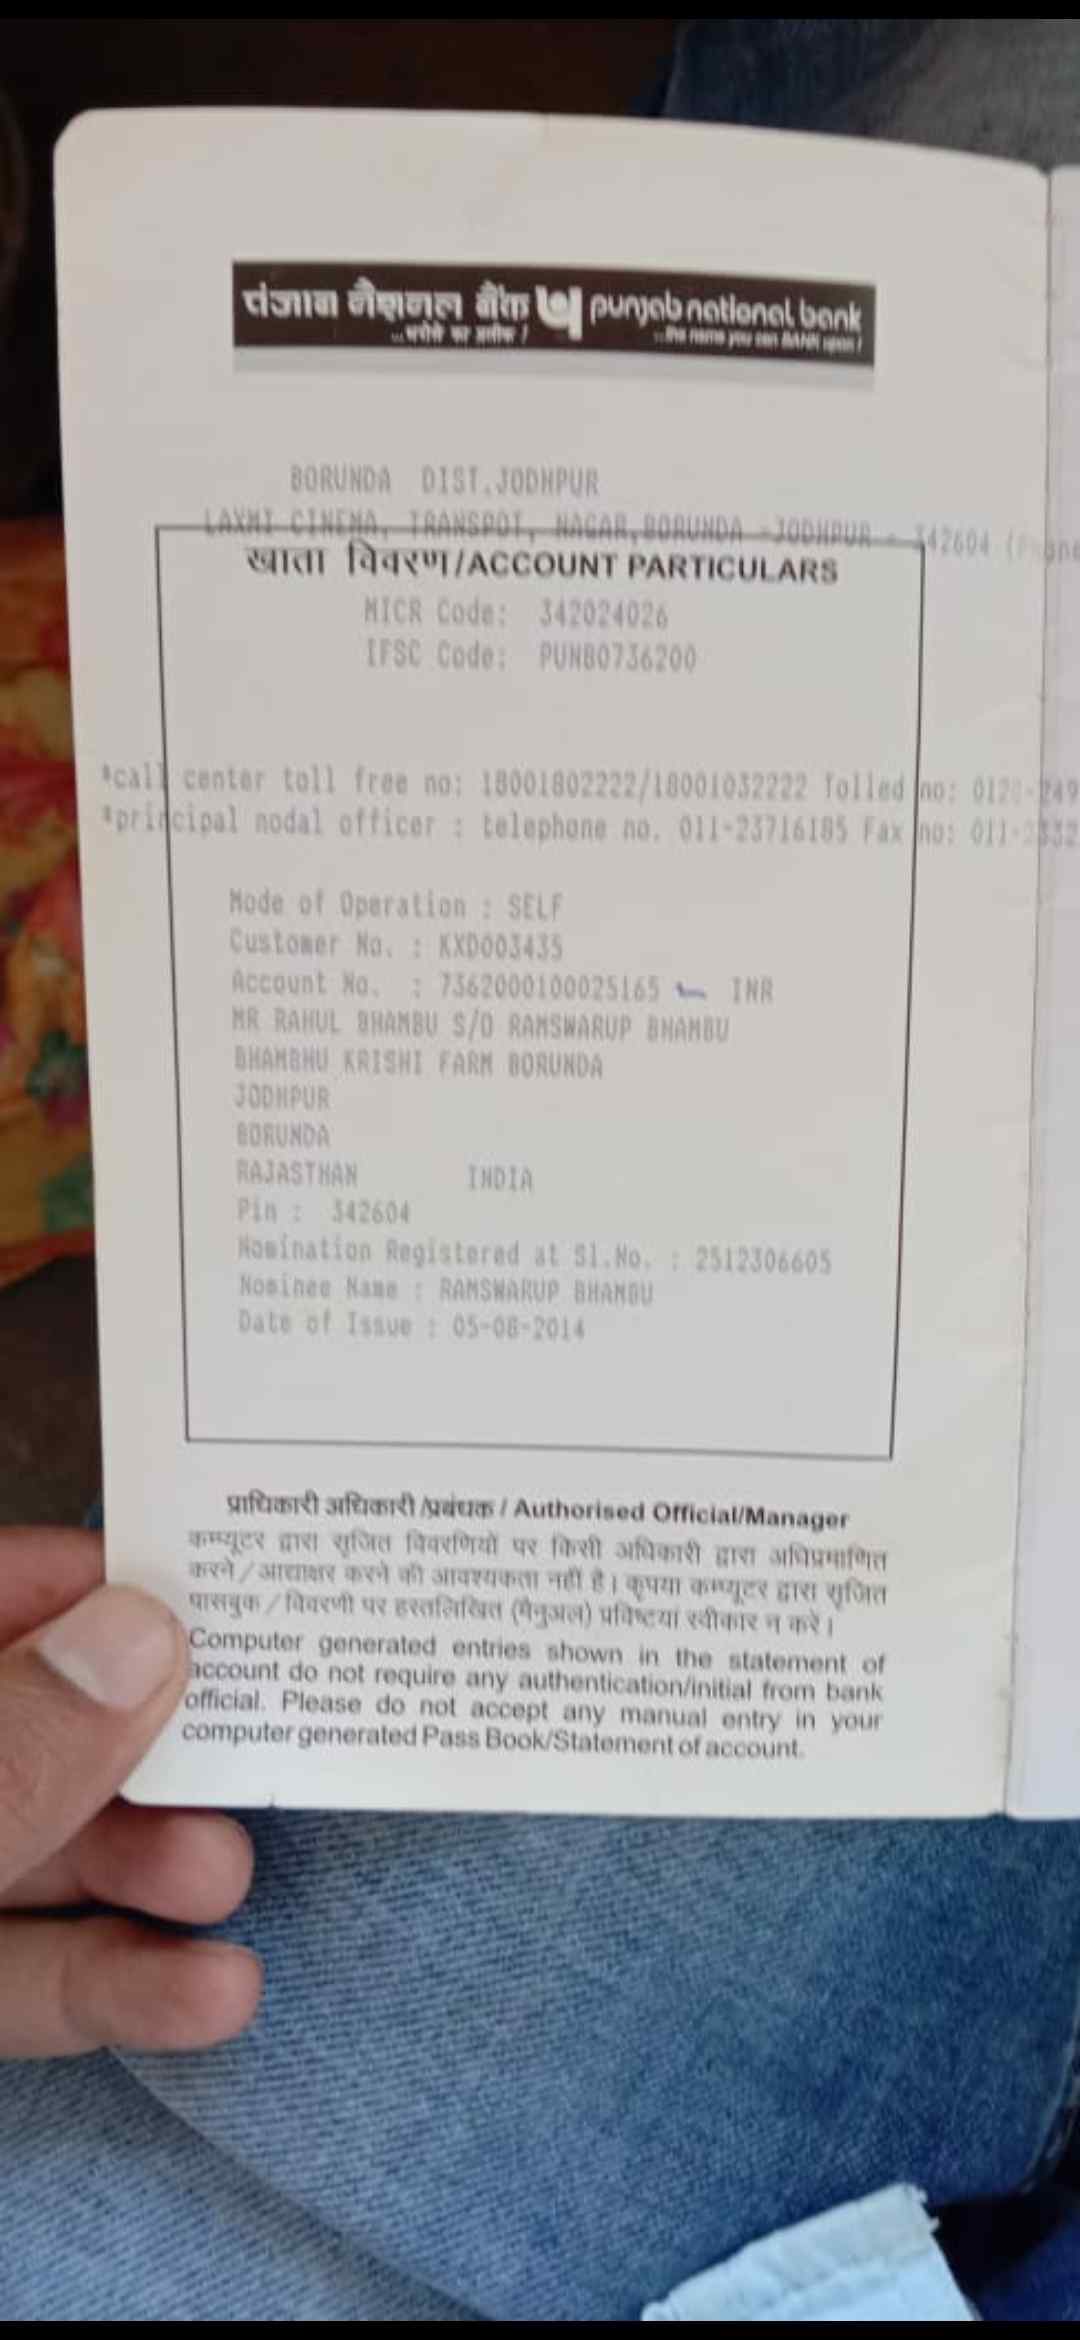 पंजाब नैशनल बैंक punjab national bank
...भरोसे का प्रतीक ! ...the name you can BANK upon !
BORUNDA DIST.JODHPUR
LAXMI CINEMA, TRANSPOT, NAGAR,BORUNDA -JODHPUR - 342604 (Phone
खाता विवरण/ACCOUNT PARTICULARS
MICR Code: 342024026
IFSC Code: PUNB0736200
*call center toll free no: 18001802222/18001032222 Tolled no: 0120-249
*principal nodal officer : telephone no. 011-23716185 Fax no: 011-2332
Mode of Operation : SELF
Customer No. : KXD003435
Account No. : 7362000100025165 INR
MR RAHUL BHAMBU S/O RAMSWARUP BHAMBU
BHAMBHU KRISHI FARM BORUNDA
JODHPUR
BORUNDA
RAJASTHAN INDIA
Pin : 342604
Nomination Registered at Sl.No. : 2512306605
Nominee Name : RAMSWARUP BHAMBU
Date of Issue : 05-08-2014
प्राधिकारी अधिकारी /प्रबंधक / Authorised Official/Manager
कम्प्यूटर द्वारा सृजित विवरणियों पर किसी अधिकारी द्वारा अधिप्रमाणित
करने / आद्याक्षर करने की आवश्यकता नहीं है। कृपया कम्प्यूटर द्वारा सृजित
पासबुक / विवरणी पर हस्तलिखित (मैनुअल) प्रविष्टियां स्वीकार न करें।
Computer generated entries shown in the statement of
account do not require any authentication/initial from bank
official. Please do not accept any manual entry in your
computer generated Pass Book/Statement of account.